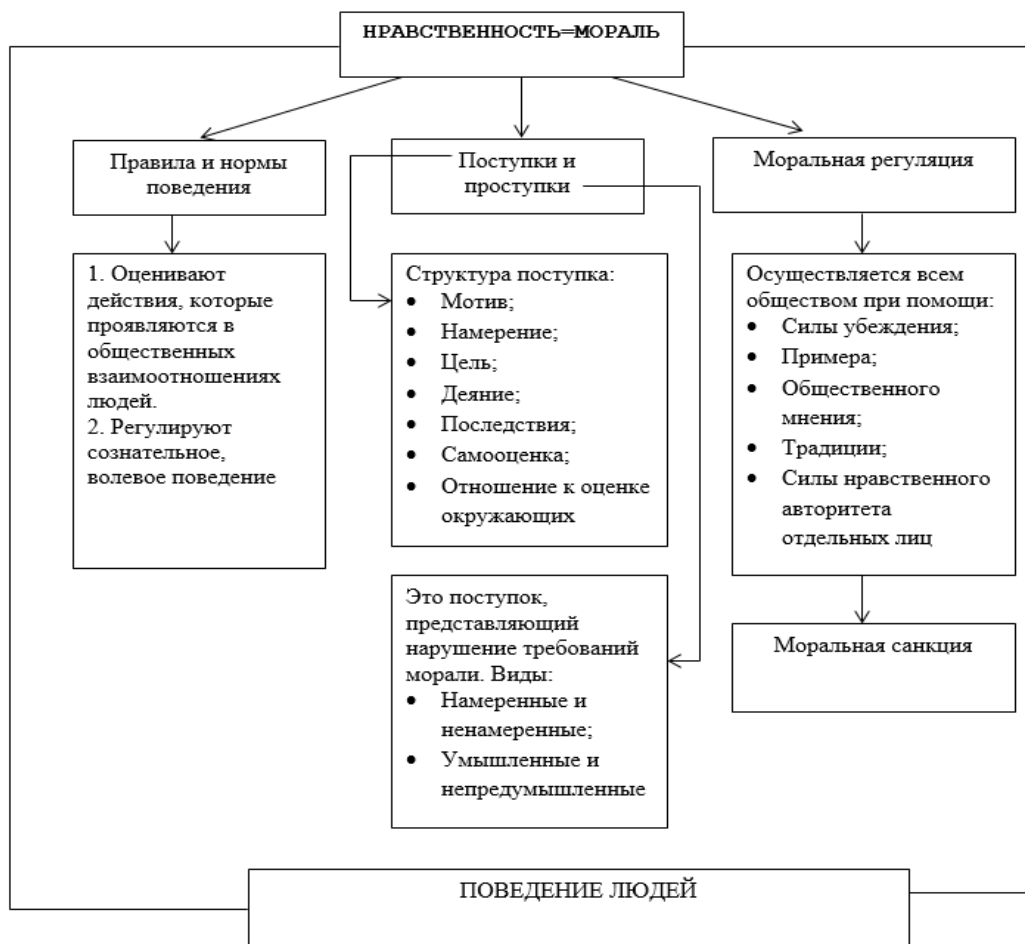 НРАВСТВЕННОСТЬ=МОРАЛЬ
Правила и нормы
поведения
Поступки и
проступки
Моральная регуляция
1. Оценивают
действия, которые
проявляются в
общественных
взаимоотношениях
людей.
2. Регулируют
сознательное,
волевое поведение
Структура поступка:
• Мотив;
• Намерение;
• Цель;
• Деяние;
• Последствия;
• Самооценка;
• Отношение к оценке
окружающих
Осуществляется всем
обществом при помощи:
• Силы убеждения;
• Примера;
• Общественного
мнения;
• Традиции;
• Силы нравственного
авторитета
отдельных лиц
Это поступок,
представляющий
нарушение требований
морали. Виды:
• Намеренные и
ненамеренные;
• Умышленные и
непредумышленные
Моральная санкция
ПОВЕДЕНИЕ ЛЮДЕЙ